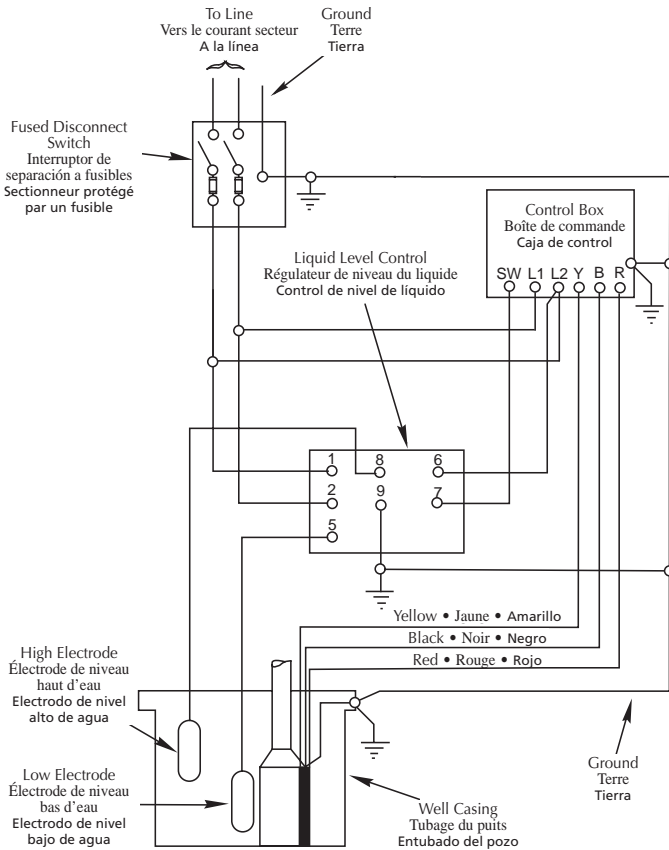 To Line
Vers le courant secteur
A la línea
Ground
Terre
Tierra
Fused Disconnect
Switch
Interruptor de
separación a fusibles
Sectionneur protégé
par un fusible
Control Box
Boîte de commande
Caja de control
SW L1 L2 Y B R
Liquid Level Control
Régulateur de niveau du liquide
Control de nivel de líquido
1 8 6
2 9 7
5
Yellow • Jaune • Amarillo
Black • Noir • Negro
Red • Rouge • Rojo
High Electrode
Électrode de niveau
haut d'eau
Electrodo de nivel
alto de agua
Low Electrode
Électrode de niveau
bas d'eau
Electrodo de nivel
bajo de agua
Well Casing
Tubage du puits
Entubado del pozo
Ground
Terre
Tierra